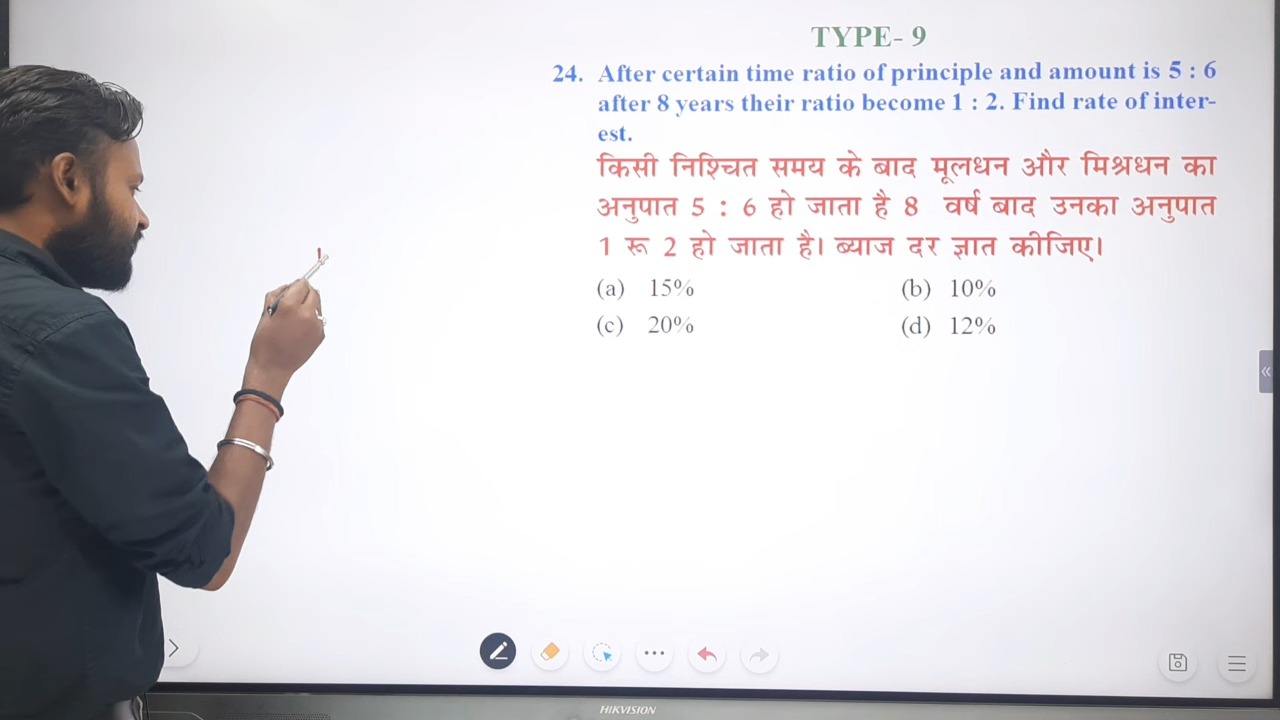 TYPE- 9
24. After certain time ratio of principle and amount is 5 : 6
after 8 years their ratio become 1 : 2. Find rate of inter-
est.
किसी निश्चित समय के बाद मूलधन और मिश्रधन का
अनुपात 5 : 6 हो जाता है 8 वर्ष बाद उनका अनुपात
1 रू 2 हो जाता है। ब्याज दर ज्ञात कीजिए।
(a) 15% (b) 10%
(c) 20% (d) 12%
HIKVISION